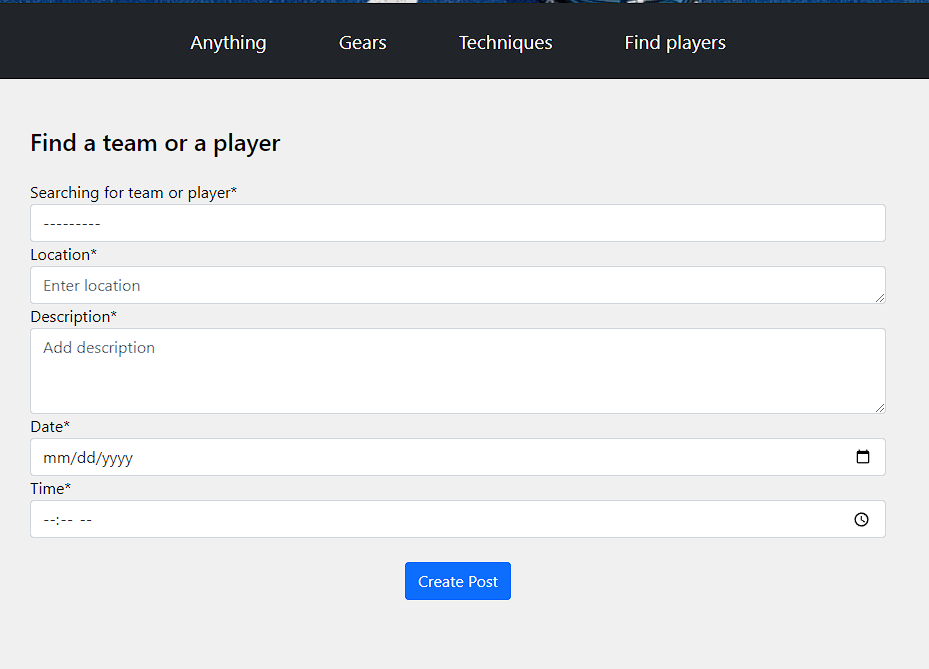 Anything Gears Techniques Find players
Find a team or a player
Searching for team or player*
---------
Location*
Enter location
Description*
Add description
Date*
mm/dd/yyyy
Time*
--:-- --
Create Post